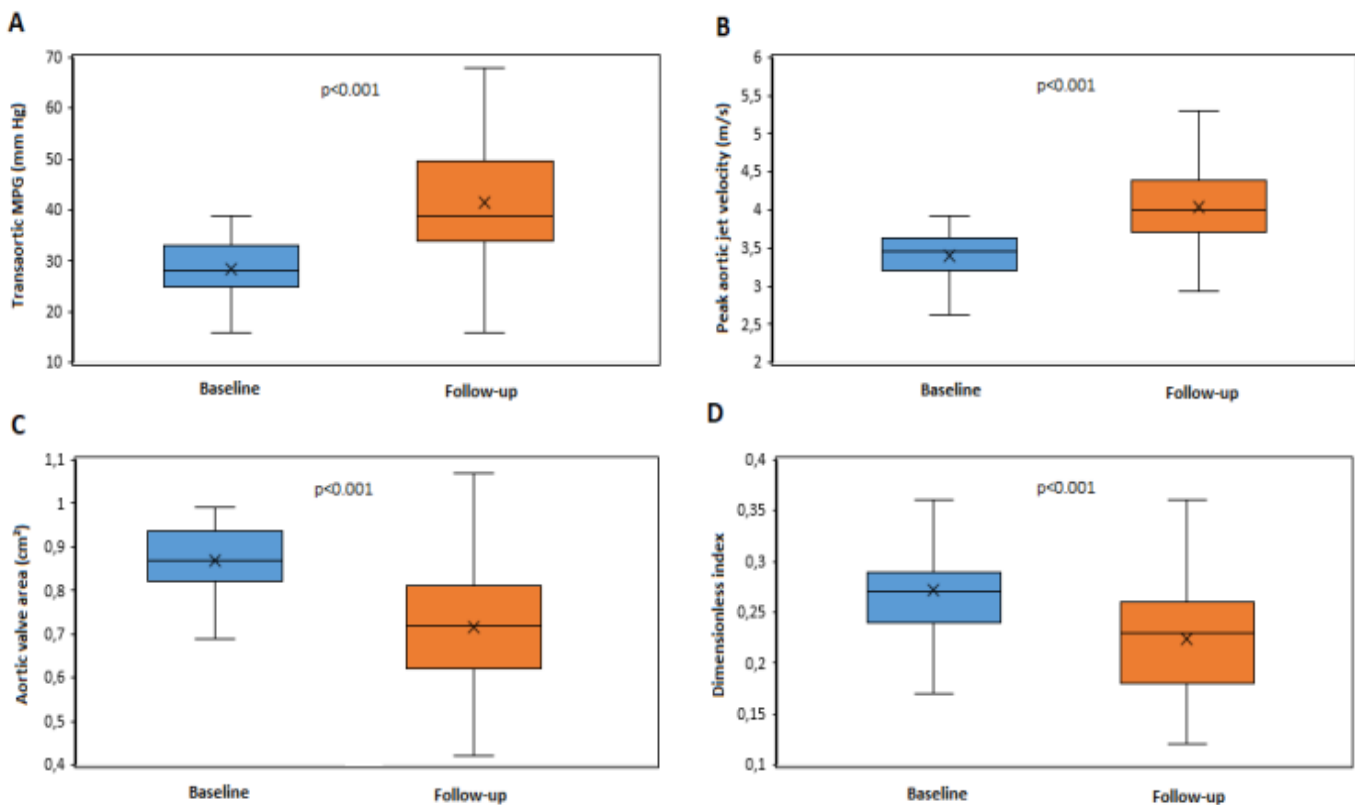 A
Transaortic MPG (mm Hg)
70
60
50
40
30
20
10
p<0.001
Baseline
Follow-up
B
Peak aortic jet velocity (m/s)
6
5,5
5
4,5
4
3,5
3
2,5
2
p<0.001
Baseline
Follow-up
C
Aortic valve area (cm²)
1,1
1
0,9
0,8
0,7
0,6
0,5
0,4
p<0.001
Baseline
Follow-up
D
Dimensionless index
0,4
0,35
0,3
0,25
0,2
0,15
0,1
p<0.001
Baseline
Follow-up